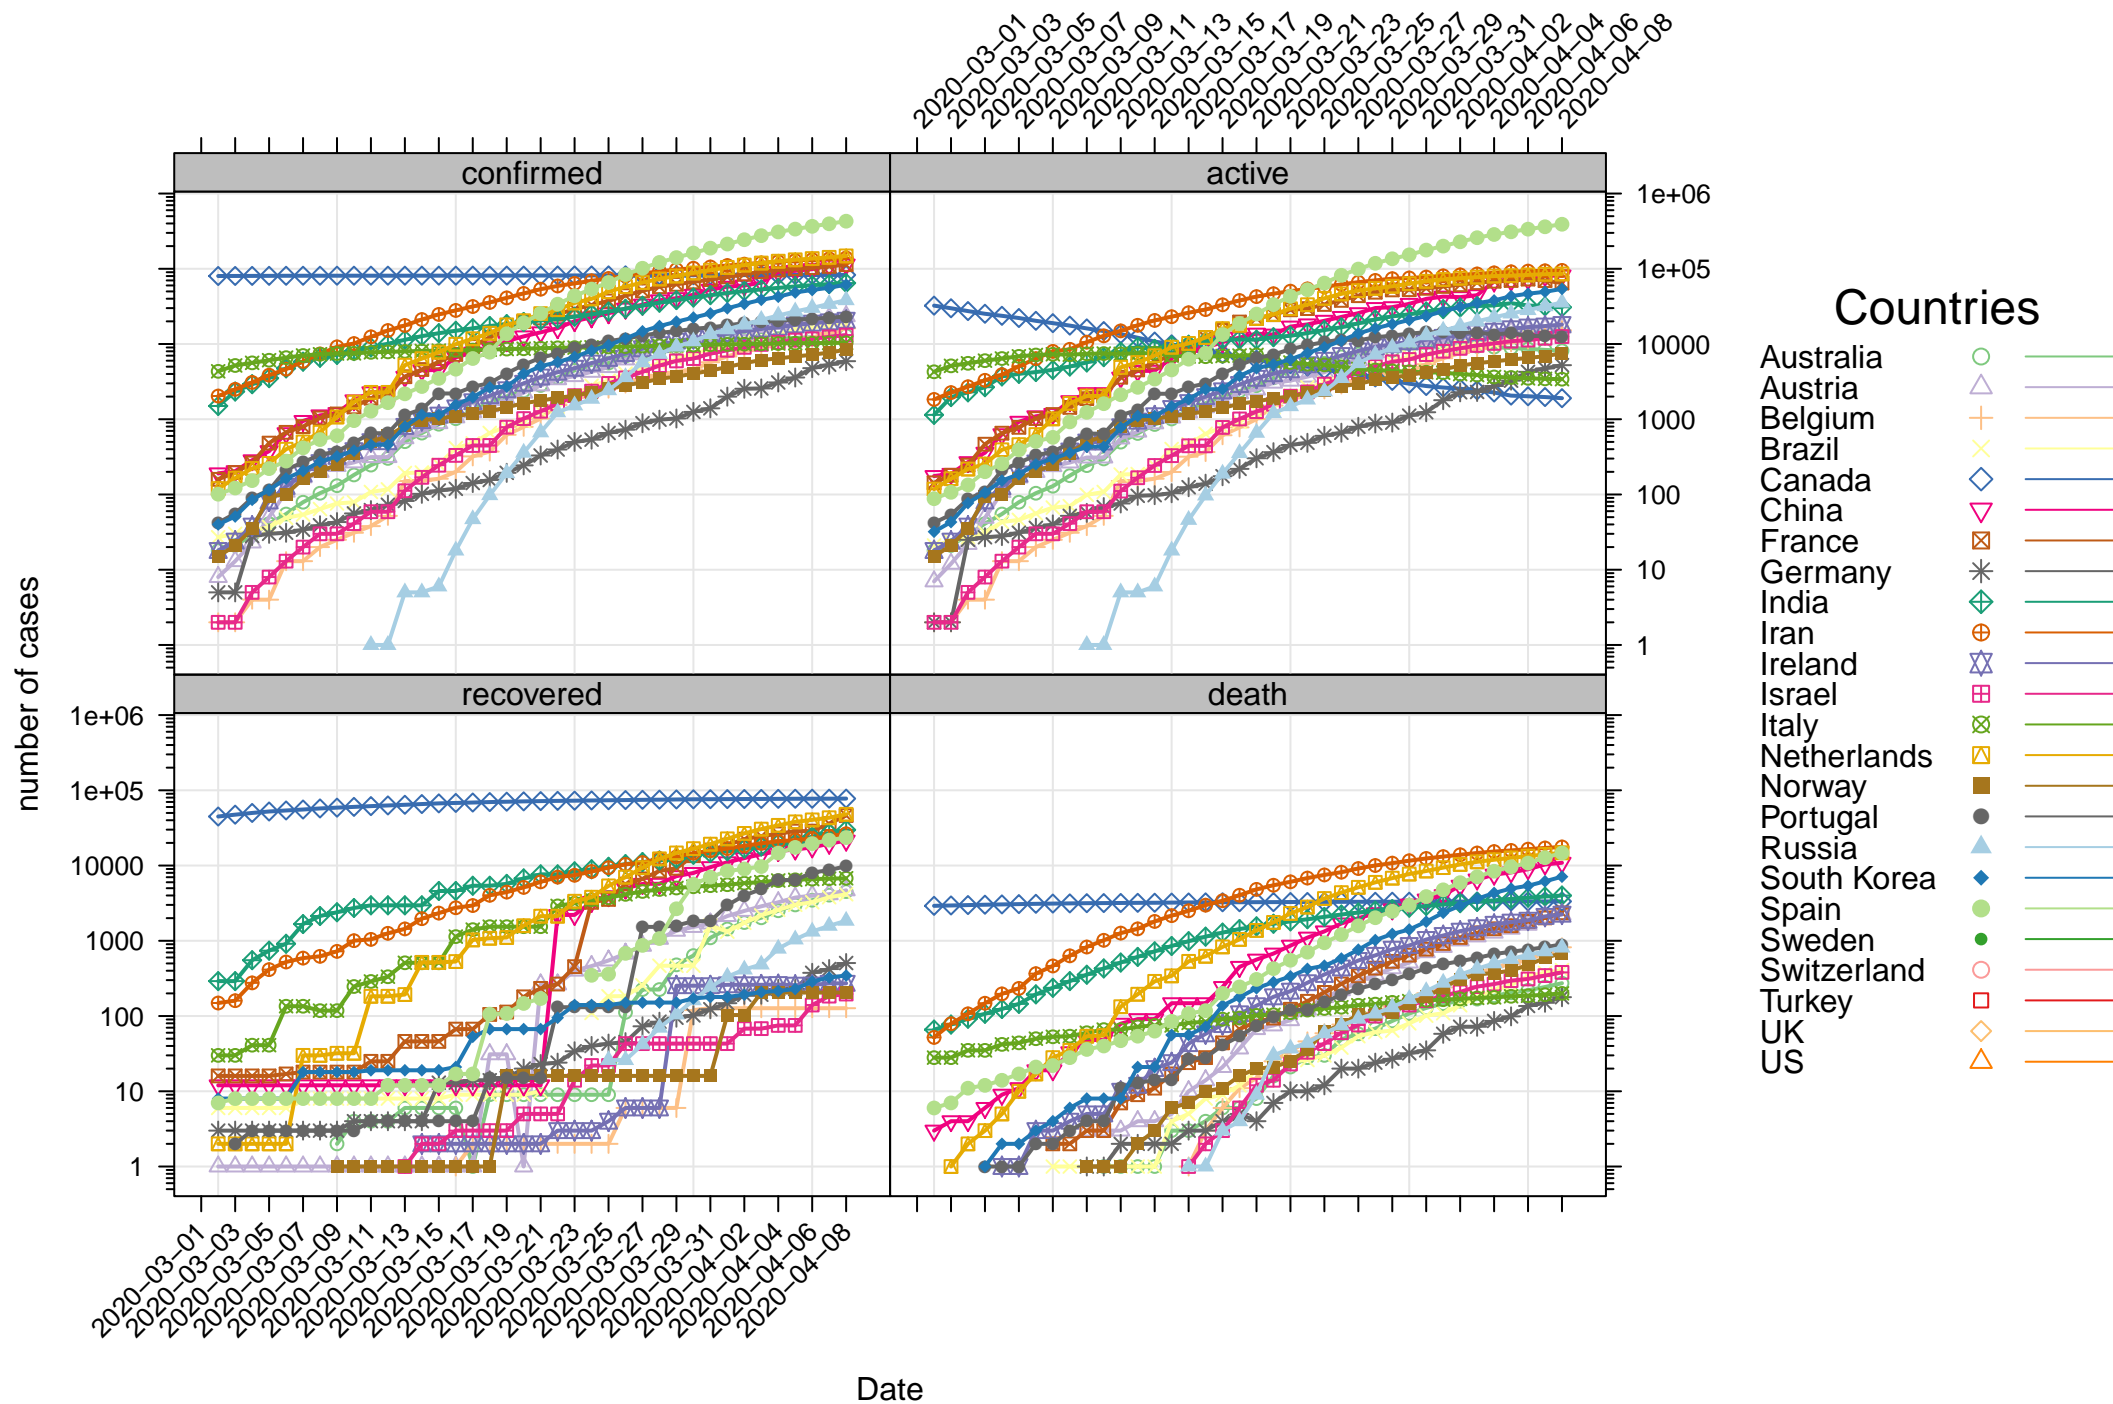 2020–03–01
2020–03–03
2020–03–05
2020–03–07
2020–03–09
2020–03–11
2020–03–13
2020–03–15
2020–03–17
2020–03–19
2020–03–21
2020–03–23
2020–03–25
2020–03–27
2020–03–29
2020–03–31
2020–04–02
2020–04–04
2020–04–06
2020–04–08
confirmed
active
1e+06
1e+05
10000
1000
100
10
1
number of cases
recovered
death
1e+06
1e+05
10000
1000
100
10
1
2020–03–01
2020–03–03
2020–03–05
2020–03–07
2020–03–09
2020–03–11
2020–03–13
2020–03–15
2020–03–17
2020–03–19
2020–03–21
2020–03–23
2020–03–25
2020–03–27
2020–03–29
2020–03–31
2020–04–02
2020–04–04
2020–04–06
2020–04–08
Date
Countries
Australia
Austria
Belgium
Brazil
Canada
China
France
Germany
India
Iran
Ireland
Israel
Italy
Netherlands
Norway
Portugal
Russia
South Korea
Spain
Sweden
Switzerland
Turkey
UK
US